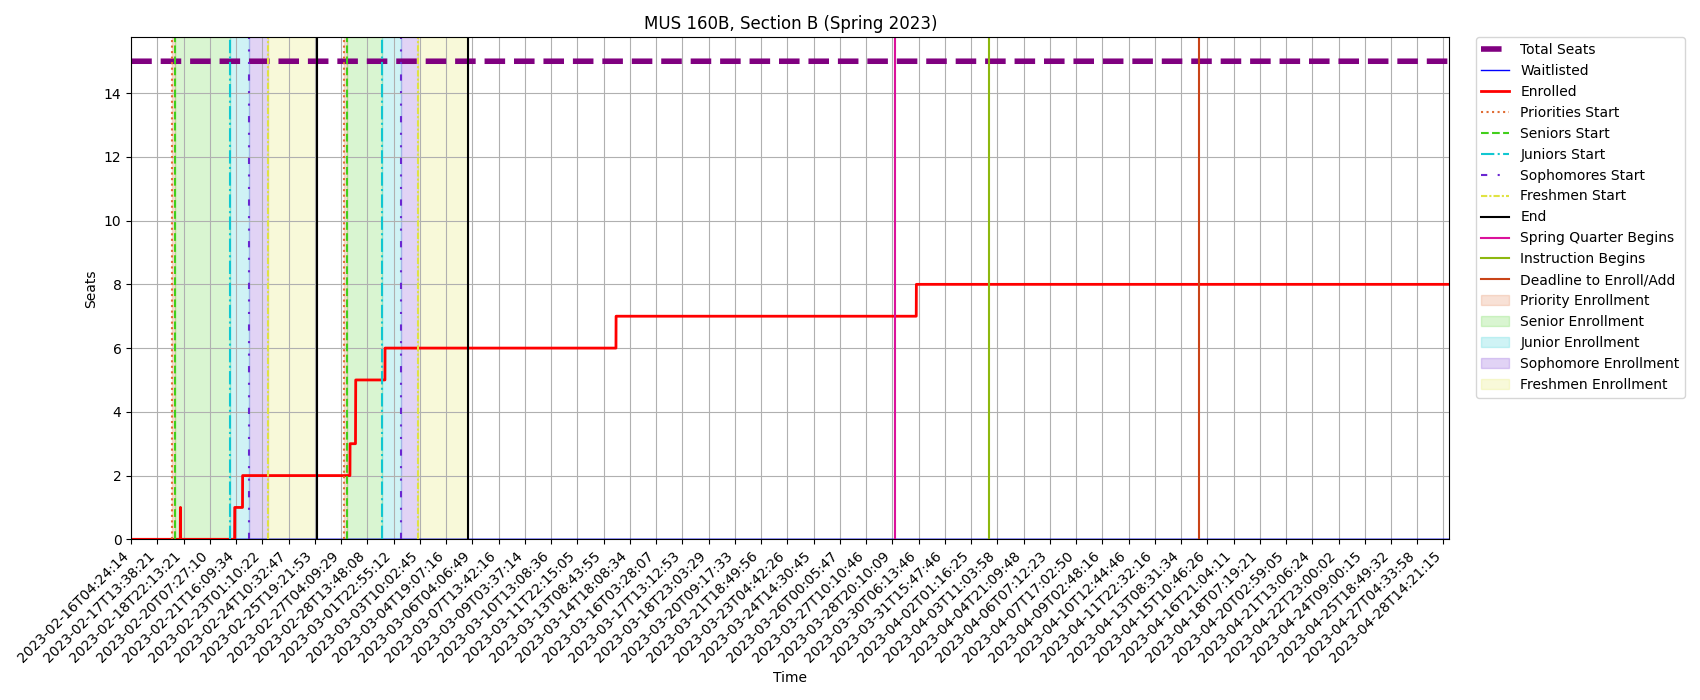 MUS 160B, Section B (Spring 2023)
Seats
14
12
10
8
6
4
2
0
2023-02-16T04:24:14
2023-02-17T13:38:21
2023-02-18T22:13:21
2023-02-20T07:27:10
2023-02-21T16:09:34
2023-02-23T01:10:22
2023-02-24T10:32:47
2023-02-25T19:21:53
2023-02-27T04:09:29
2023-02-28T13:48:08
2023-03-01T22:55:12
2023-03-03T10:02:45
2023-03-04T19:07:16
2023-03-06T04:06:49
2023-03-07T13:42:16
2023-03-09T03:37:14
2023-03-10T13:08:36
2023-03-11T22:15:05
2023-03-13T08:43:55
2023-03-14T18:08:34
2023-03-16T03:28:07
2023-03-17T13:12:53
2023-03-18T23:03:29
2023-03-20T09:17:33
2023-03-21T18:49:56
2023-03-23T04:42:26
2023-03-24T14:30:45
2023-03-26T00:05:47
2023-03-27T10:10:46
2023-03-28T20:10:09
2023-03-30T06:13:46
2023-03-31T15:47:46
2023-04-02T01:16:25
2023-04-03T11:03:58
2023-04-04T21:09:48
2023-04-06T07:12:23
2023-04-07T17:02:50
2023-04-09T02:48:16
2023-04-10T12:44:46
2023-04-11T22:32:16
2023-04-13T08:31:34
2023-04-15T10:46:26
2023-04-16T21:04:11
2023-04-18T07:19:21
2023-04-20T02:59:05
2023-04-21T13:06:24
2023-04-22T23:00:02
2023-04-24T09:00:15
2023-04-25T18:49:32
2023-04-27T04:33:58
2023-04-28T14:21:15
Time
Total Seats
Waitlisted
Enrolled
Priorities Start
Seniors Start
Juniors Start
Sophomores Start
Freshmen Start
End
Spring Quarter Begins
Instruction Begins
Deadline to Enroll/Add
Priority Enrollment
Senior Enrollment
Junior Enrollment
Sophomore Enrollment
Freshmen Enrollment